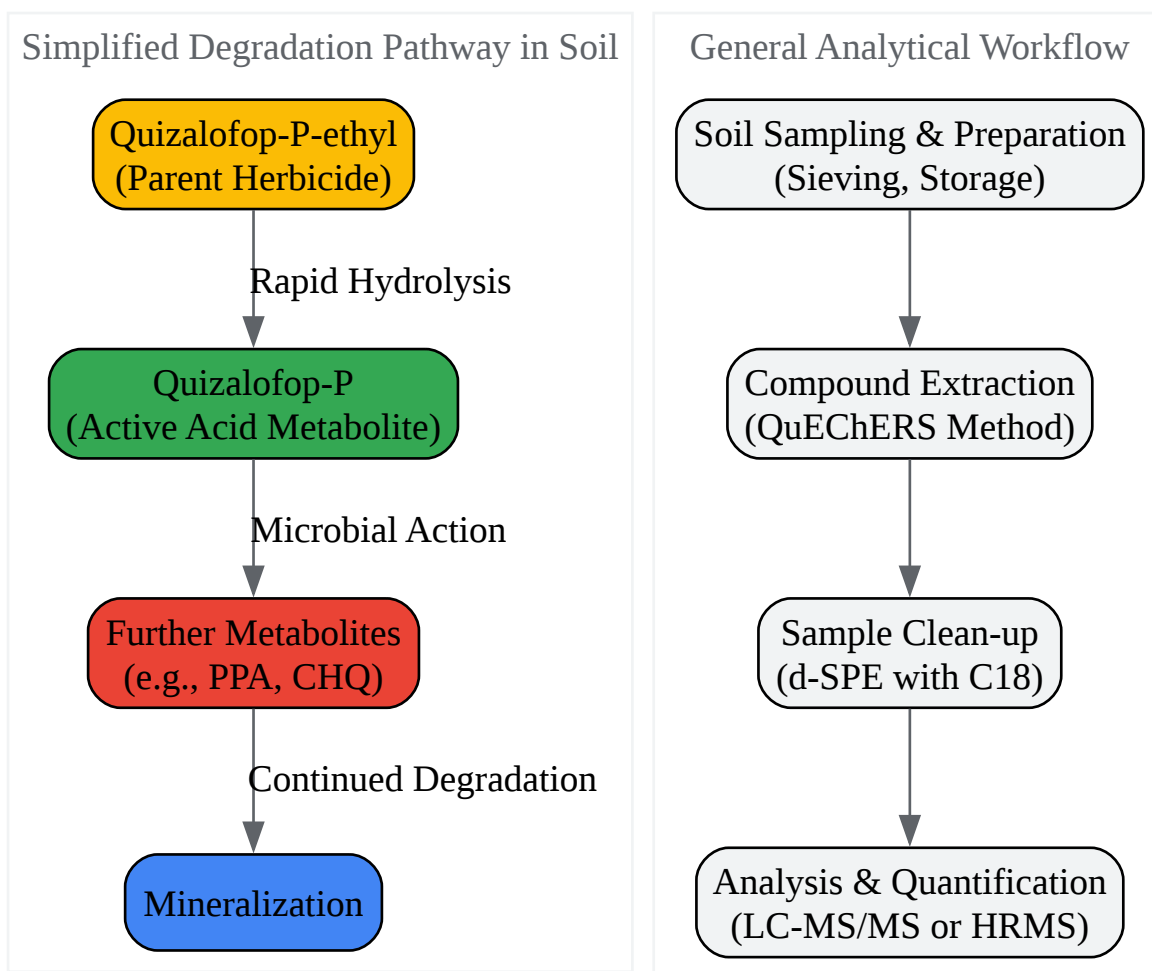 Simplified Degradation Pathway in Soil
Quizalofop-P-ethyl
(Parent Herbicide)
Rapid Hydrolysis
Quizalofop-P
(Active Acid Metabolite)
Microbial Action
Further Metabolites
(e.g., PPA, CHQ)
Continued Degradation
Mineralization
General Analytical Workflow
Soil Sampling & Preparation
(Sieving, Storage)
Compound Extraction
(QuEChERS Method)
Sample Clean-up
(d-SPE with C18)
Analysis & Quantification
(LC-MS/MS or HRMS)